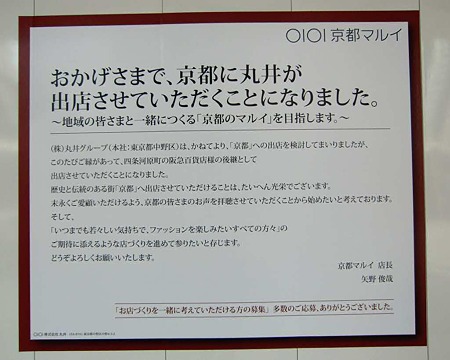 OIOI 京都マルイ
おかげさまで、京都に丸井が
出店させていただくことになりました。
〜地域の皆さまと一緒につくる「京都のマルイ」を目指します。〜
(株)丸井グループ(本社:東京都中野区)は、かねてより、「京都」への出店を検討してまいりましたが、
このたびご縁があって、四条河原町の阪急百貨店様の後継として
出店させていただくことになりました。
歴史と伝統のある街「京都」へ出店させていただけることは、たいへん光栄でございます。
末永くご愛顧いただけるよう、京都の皆さまのお声を拝聴させていただくことから始めたいと考えております。
そして、
「いつまでも若々しい気持ちで、ファッションを楽しみたいすべての方々」の
ご期待に添えるような店づくりを進めて参りたいと存じます。
どうぞよろしくお願いいたします。
京都マルイ 店長
矢野 俊哉
「お店づくりを一緒に考えていただける方の募集」 多数のご応募、ありがとうございました。
OIOI 株式会社 丸井